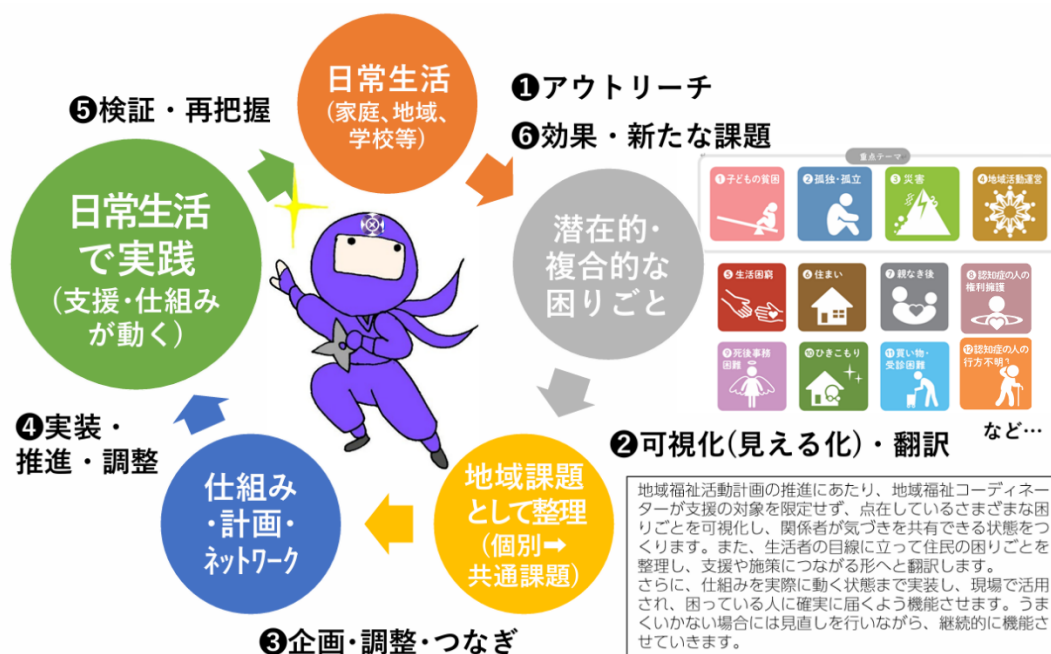 日常生活
(家庭、地域、
学校等)
❶アウトリーチ
❻効果・新たな課題
❺検証・再把握
重点テーマ
❶子どもの貧困
❷孤独・孤立
❸災害
❹地域活動運営
❺生活困窮
❻住まい
❼親なき後
❽認知症の人の
権利擁護
❾死後事務
困難
❿ひきこもり
⓫買い物・
受診困難
⓬認知症の人の
行方不明
など…
潜在的・
複合的な
困りごと
❷可視化(見える化)・翻訳
地域課題
として整理
(個別➡
共通課題)
❸企画・調整・つなぎ
仕組み
・計画・
ネットワーク
❹実装・
推進・調整
日常生活
で実践
(支援・仕組み
が動く)
地域福祉活動計画の推進にあたり、地域福祉コーディネー
ターが支援の対象を限定せず、点在しているさまざまな困
りごとを可視化し、関係者が気づきを共有できる状態をつ
くります。また、生活者の目線に立って住民の困りごとを
整理し、支援や施策につながる形へと翻訳します。
さらに、仕組みを実際に動く状態まで実装し、現場で活用
され、困っている人に確実に届くよう機能させます。うま
くいかない場合には見直しを行いながら、継続的に機能さ
せていきます。